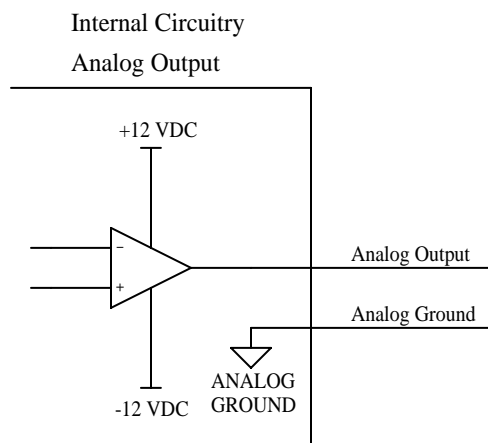 Internal Circuitry
Analog Output
+12 VDC
−
Analog Output
+
Analog Ground
ANALOG
GROUND
-12 VDC